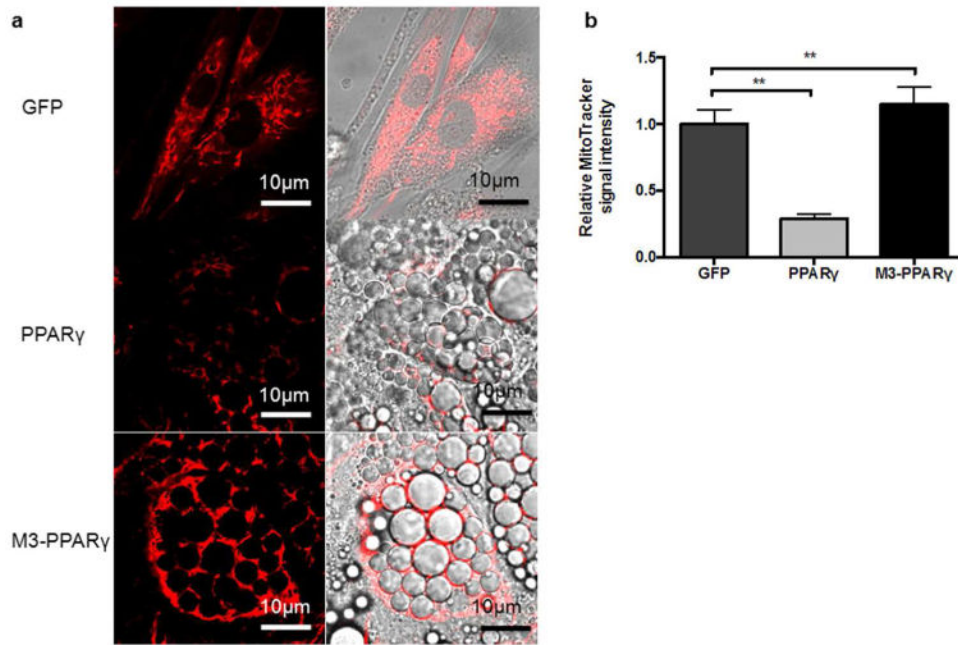 a
GFP
10µm
10µm
PPARγ
10µm
10µm
M3-PPARγ
10µm
10µm
b
Relative MitoTracker
signal intensity
1.5
1.0
0.5
0.0
**
**
GFP
PPARγ
M3-PPARγ